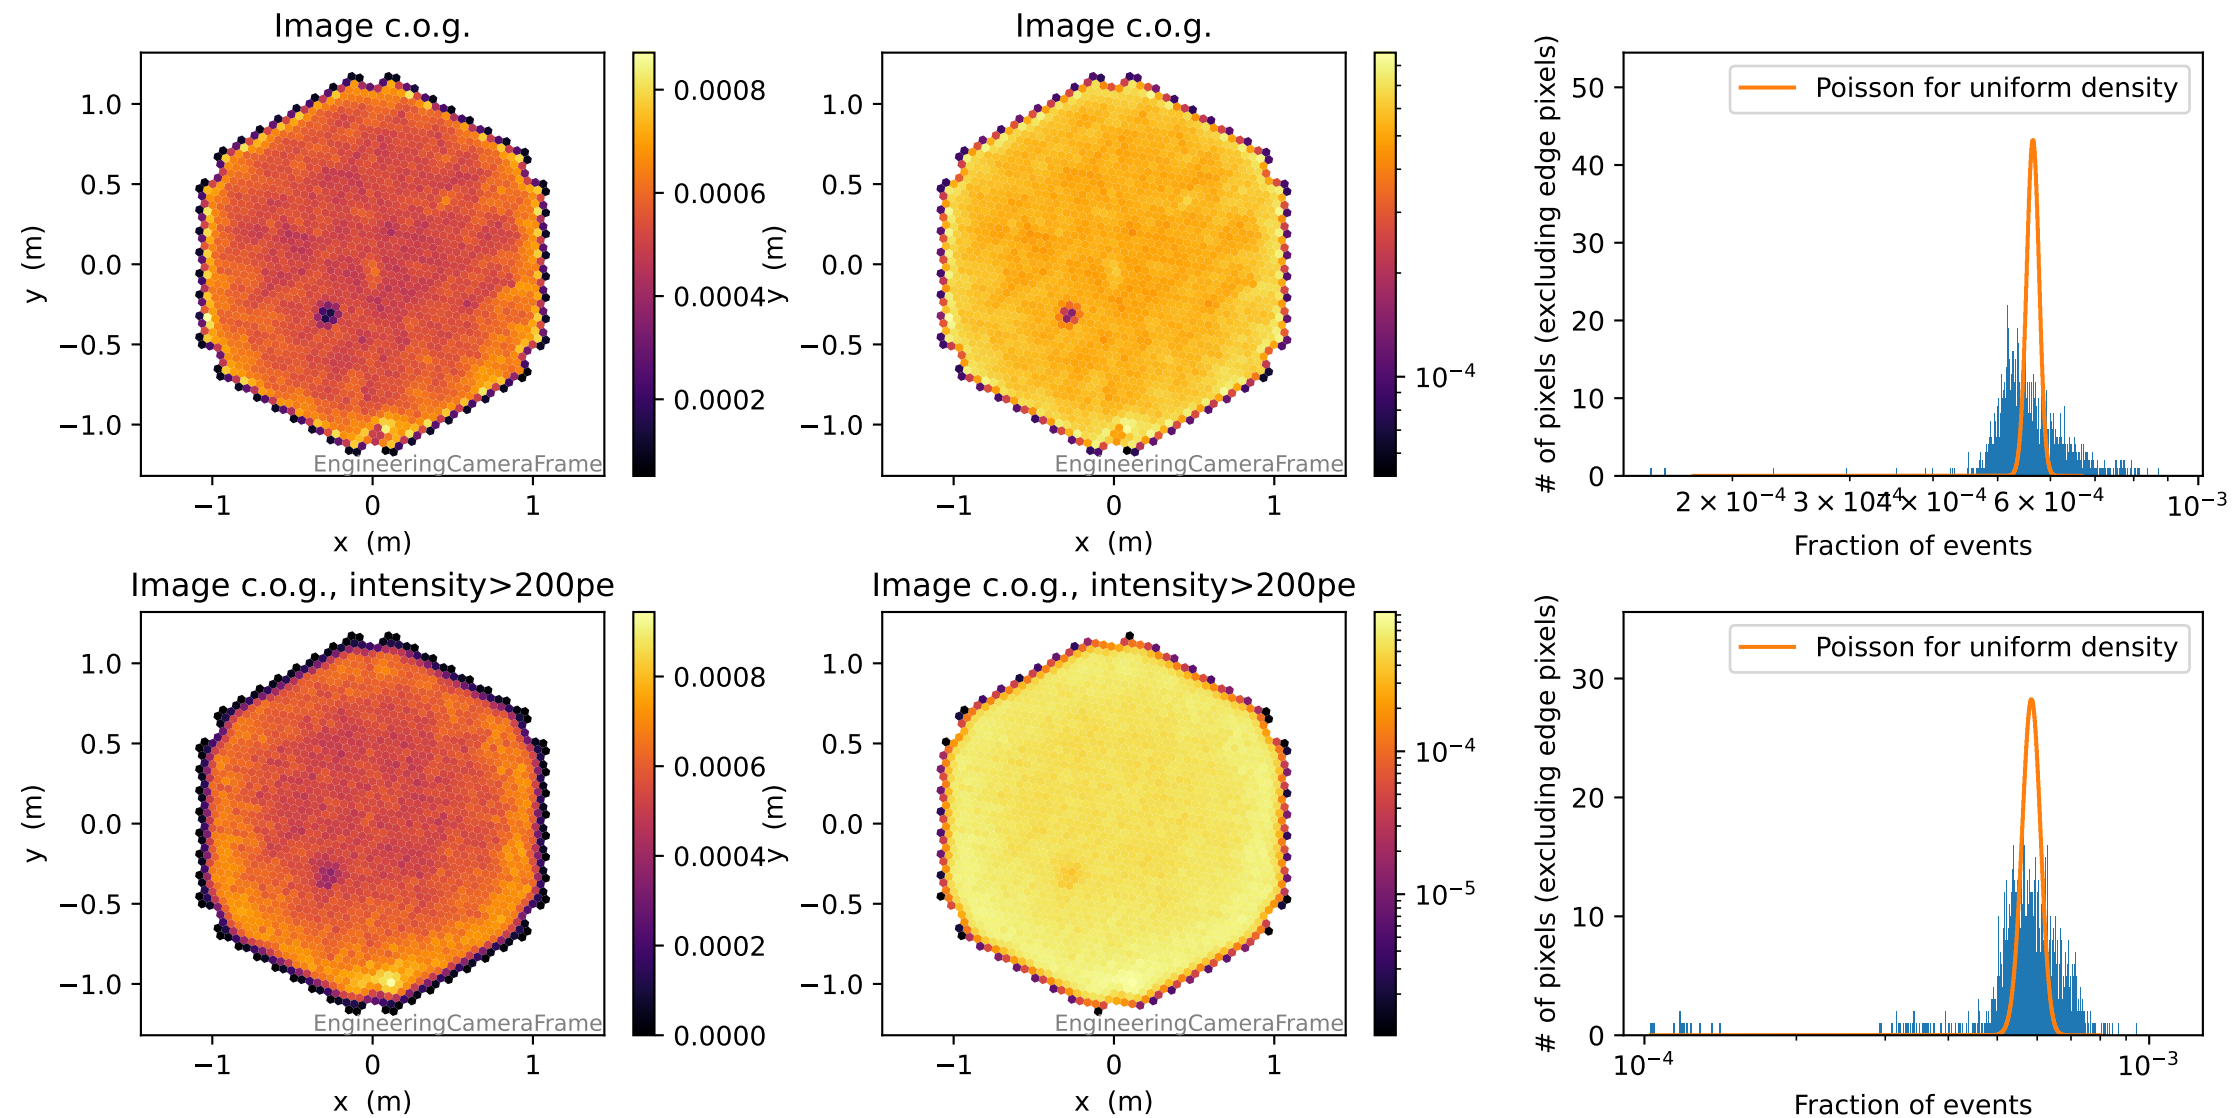 Image c.o.g.
1.0
0.5
0.0
−0.5
−1.0
y (m)
−1
0
1
x (m)
EngineeringCameraFrame
0.0008
0.0006
0.0004
0.0002
Image c.o.g.
1.0
0.5
0.0
−0.5
−1.0
y (m)
−1
0
1
x (m)
EngineeringCameraFrame
10⁻⁴
Poisson for uniform density
50
40
30
20
10
0
# of pixels (excluding edge pixels)
2 × 10⁻⁴
3 × 10⁻⁴
4 × 10⁻⁴
6 × 10⁻⁴
10⁻³
Fraction of events
Image c.o.g., intensity>200pe
1.0
0.5
0.0
−0.5
−1.0
y (m)
−1
0
1
x (m)
EngineeringCameraFrame
0.0008
0.0006
0.0004
0.0002
0.0000
Image c.o.g., intensity>200pe
1.0
0.5
0.0
−0.5
−1.0
y (m)
−1
0
1
x (m)
EngineeringCameraFrame
10⁻⁴
10⁻⁵
Poisson for uniform density
30
20
10
0
# of pixels (excluding edge pixels)
10⁻⁴
10⁻³
Fraction of events